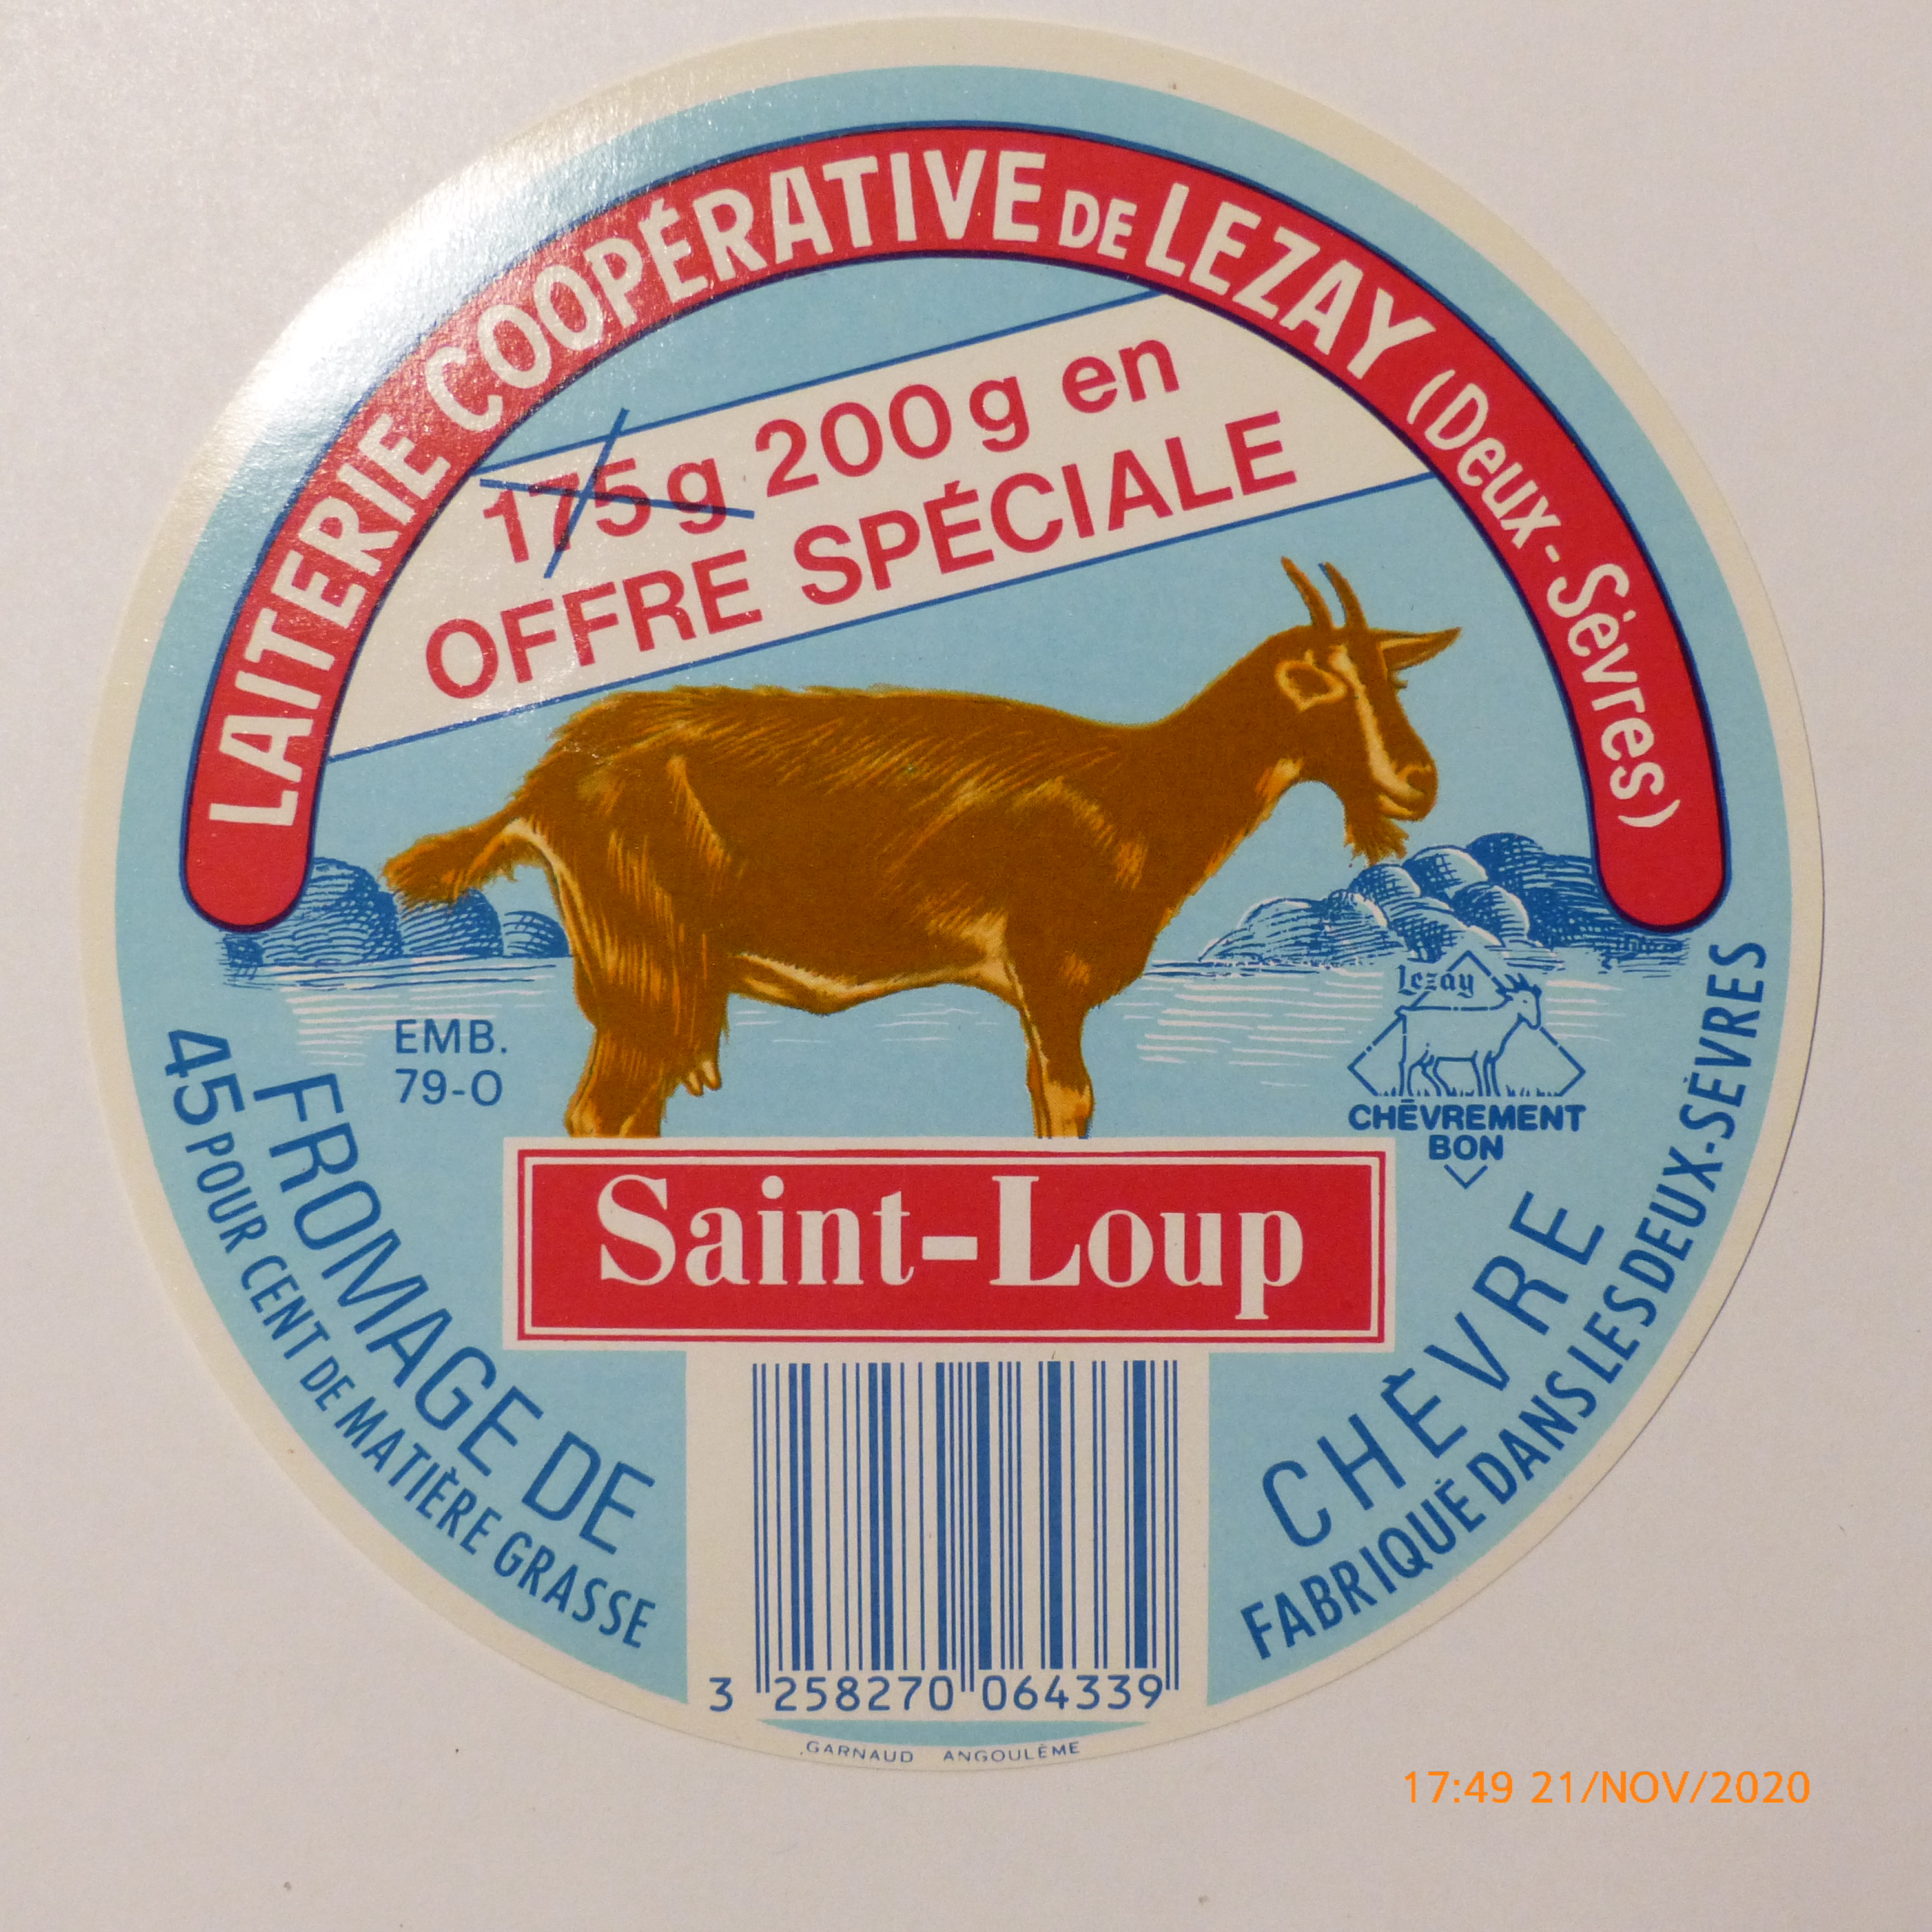 LAITERIE COOPÉRATIVE DE LEZAY (Deux-Sèvres)
175g 200g en
OFFRE SPÉCIALE
Lezay
CHÈVREMENT
BON
EMB.
79-O
Saint-Loup
FROMAGE DE
CHÈVRE
45 POUR CENT DE MATIÈRE GRASSE
FABRIQUÉ DANS LES DEUX-SÈVRES
3 258270 064339
GARNAUD ANGOULÊME
17:49 21/NOV/2020